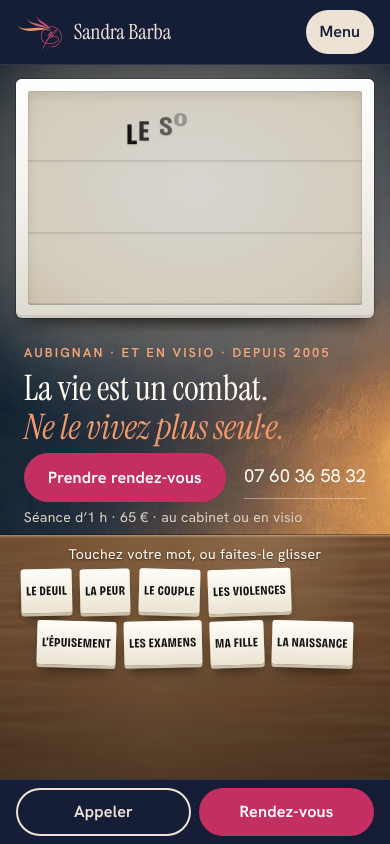 Sandra Barba
Menu
LE SO
AUBIGNAN · ET EN VISIO · DEPUIS 2005
La vie est un combat.
Ne le vivez plus seul·e.
Prendre rendez-vous
07 60 36 58 32
Séance d'1 h · 65 € · au cabinet ou en visio
Touchez votre mot, ou faites-le glisser
LE DEUIL
LA PEUR
LE COUPLE
LES VIOLENCES
L'ÉPUISEMENT
LES EXAMENS
MA FILLE
LA NAISSANCE
Appeler
Rendez-vous